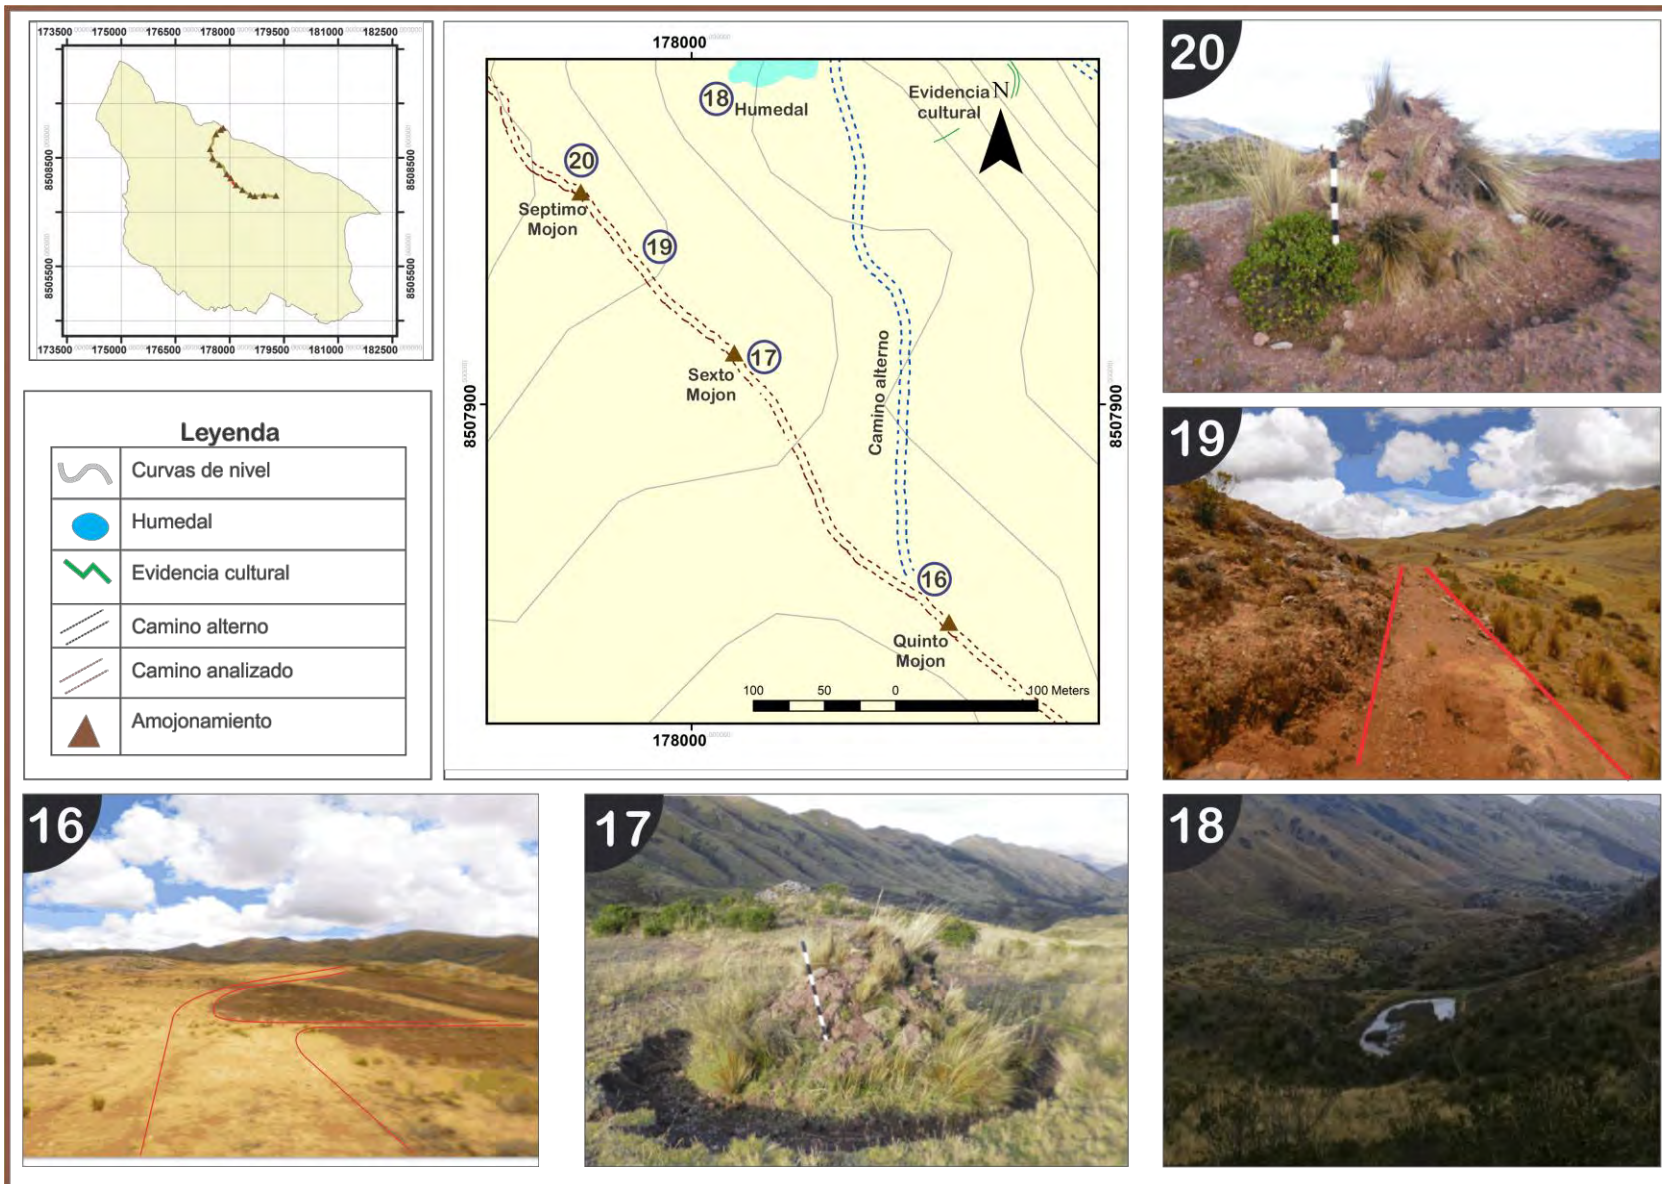 173500 175000 176500 178000 179500 181000 182500
8508500
8508500
8505500
8505500
173500 175000 176500 178000 179500 181000 182500
178000
18
Humedal
Evidencia
cultural
N
20
Septimo
Mojon
19
17
Sexto
Mojon
Camino alterno
8507900
8507900
16
Quinto
Mojon
100 50 0 100 Meters
178000
Leyenda
Curvas de nivel
Humedal
Evidencia cultural
Camino alterno
Camino analizado
Amojonamiento
20
19
16
17
18